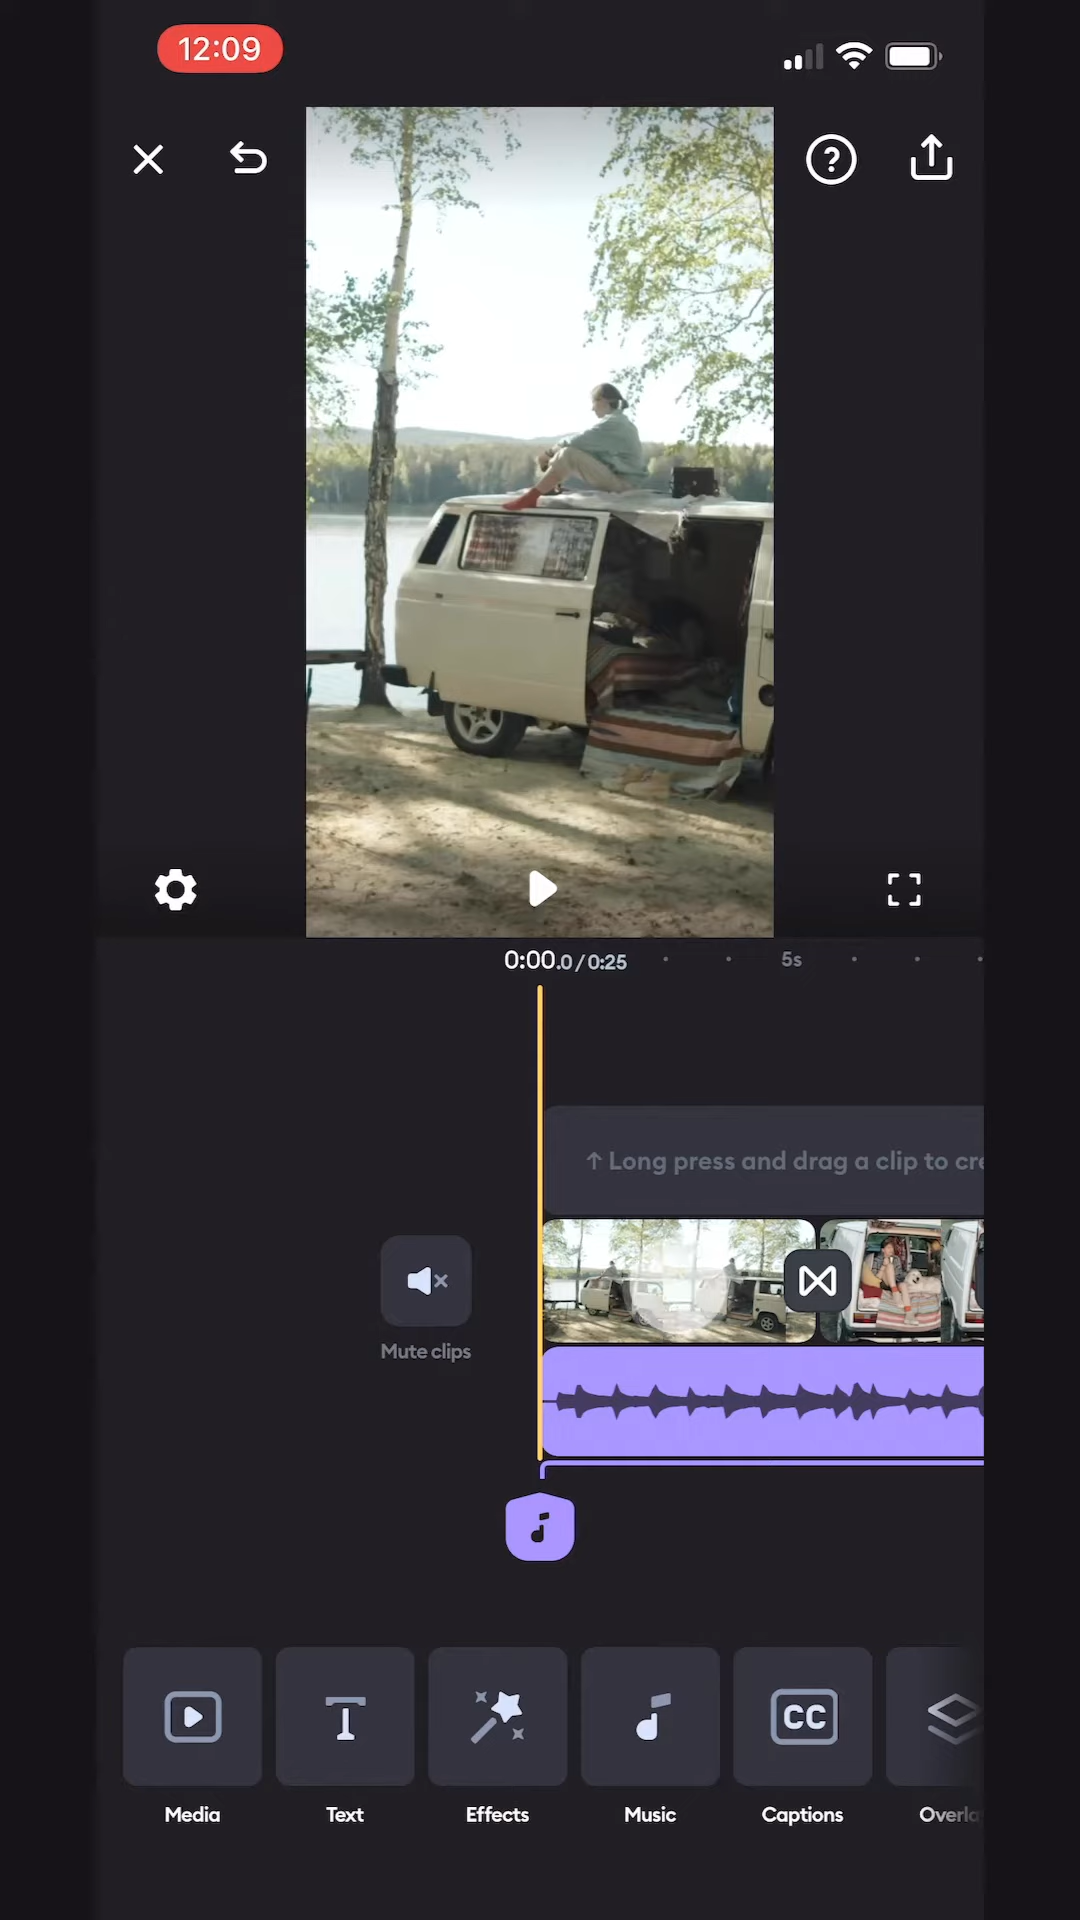 12:09
0:00.0 / 0:25
5s
↑ Long press and drag a clip to cre
Mute clips
CC
Media
Text
Effects
Music
Captions
Overla